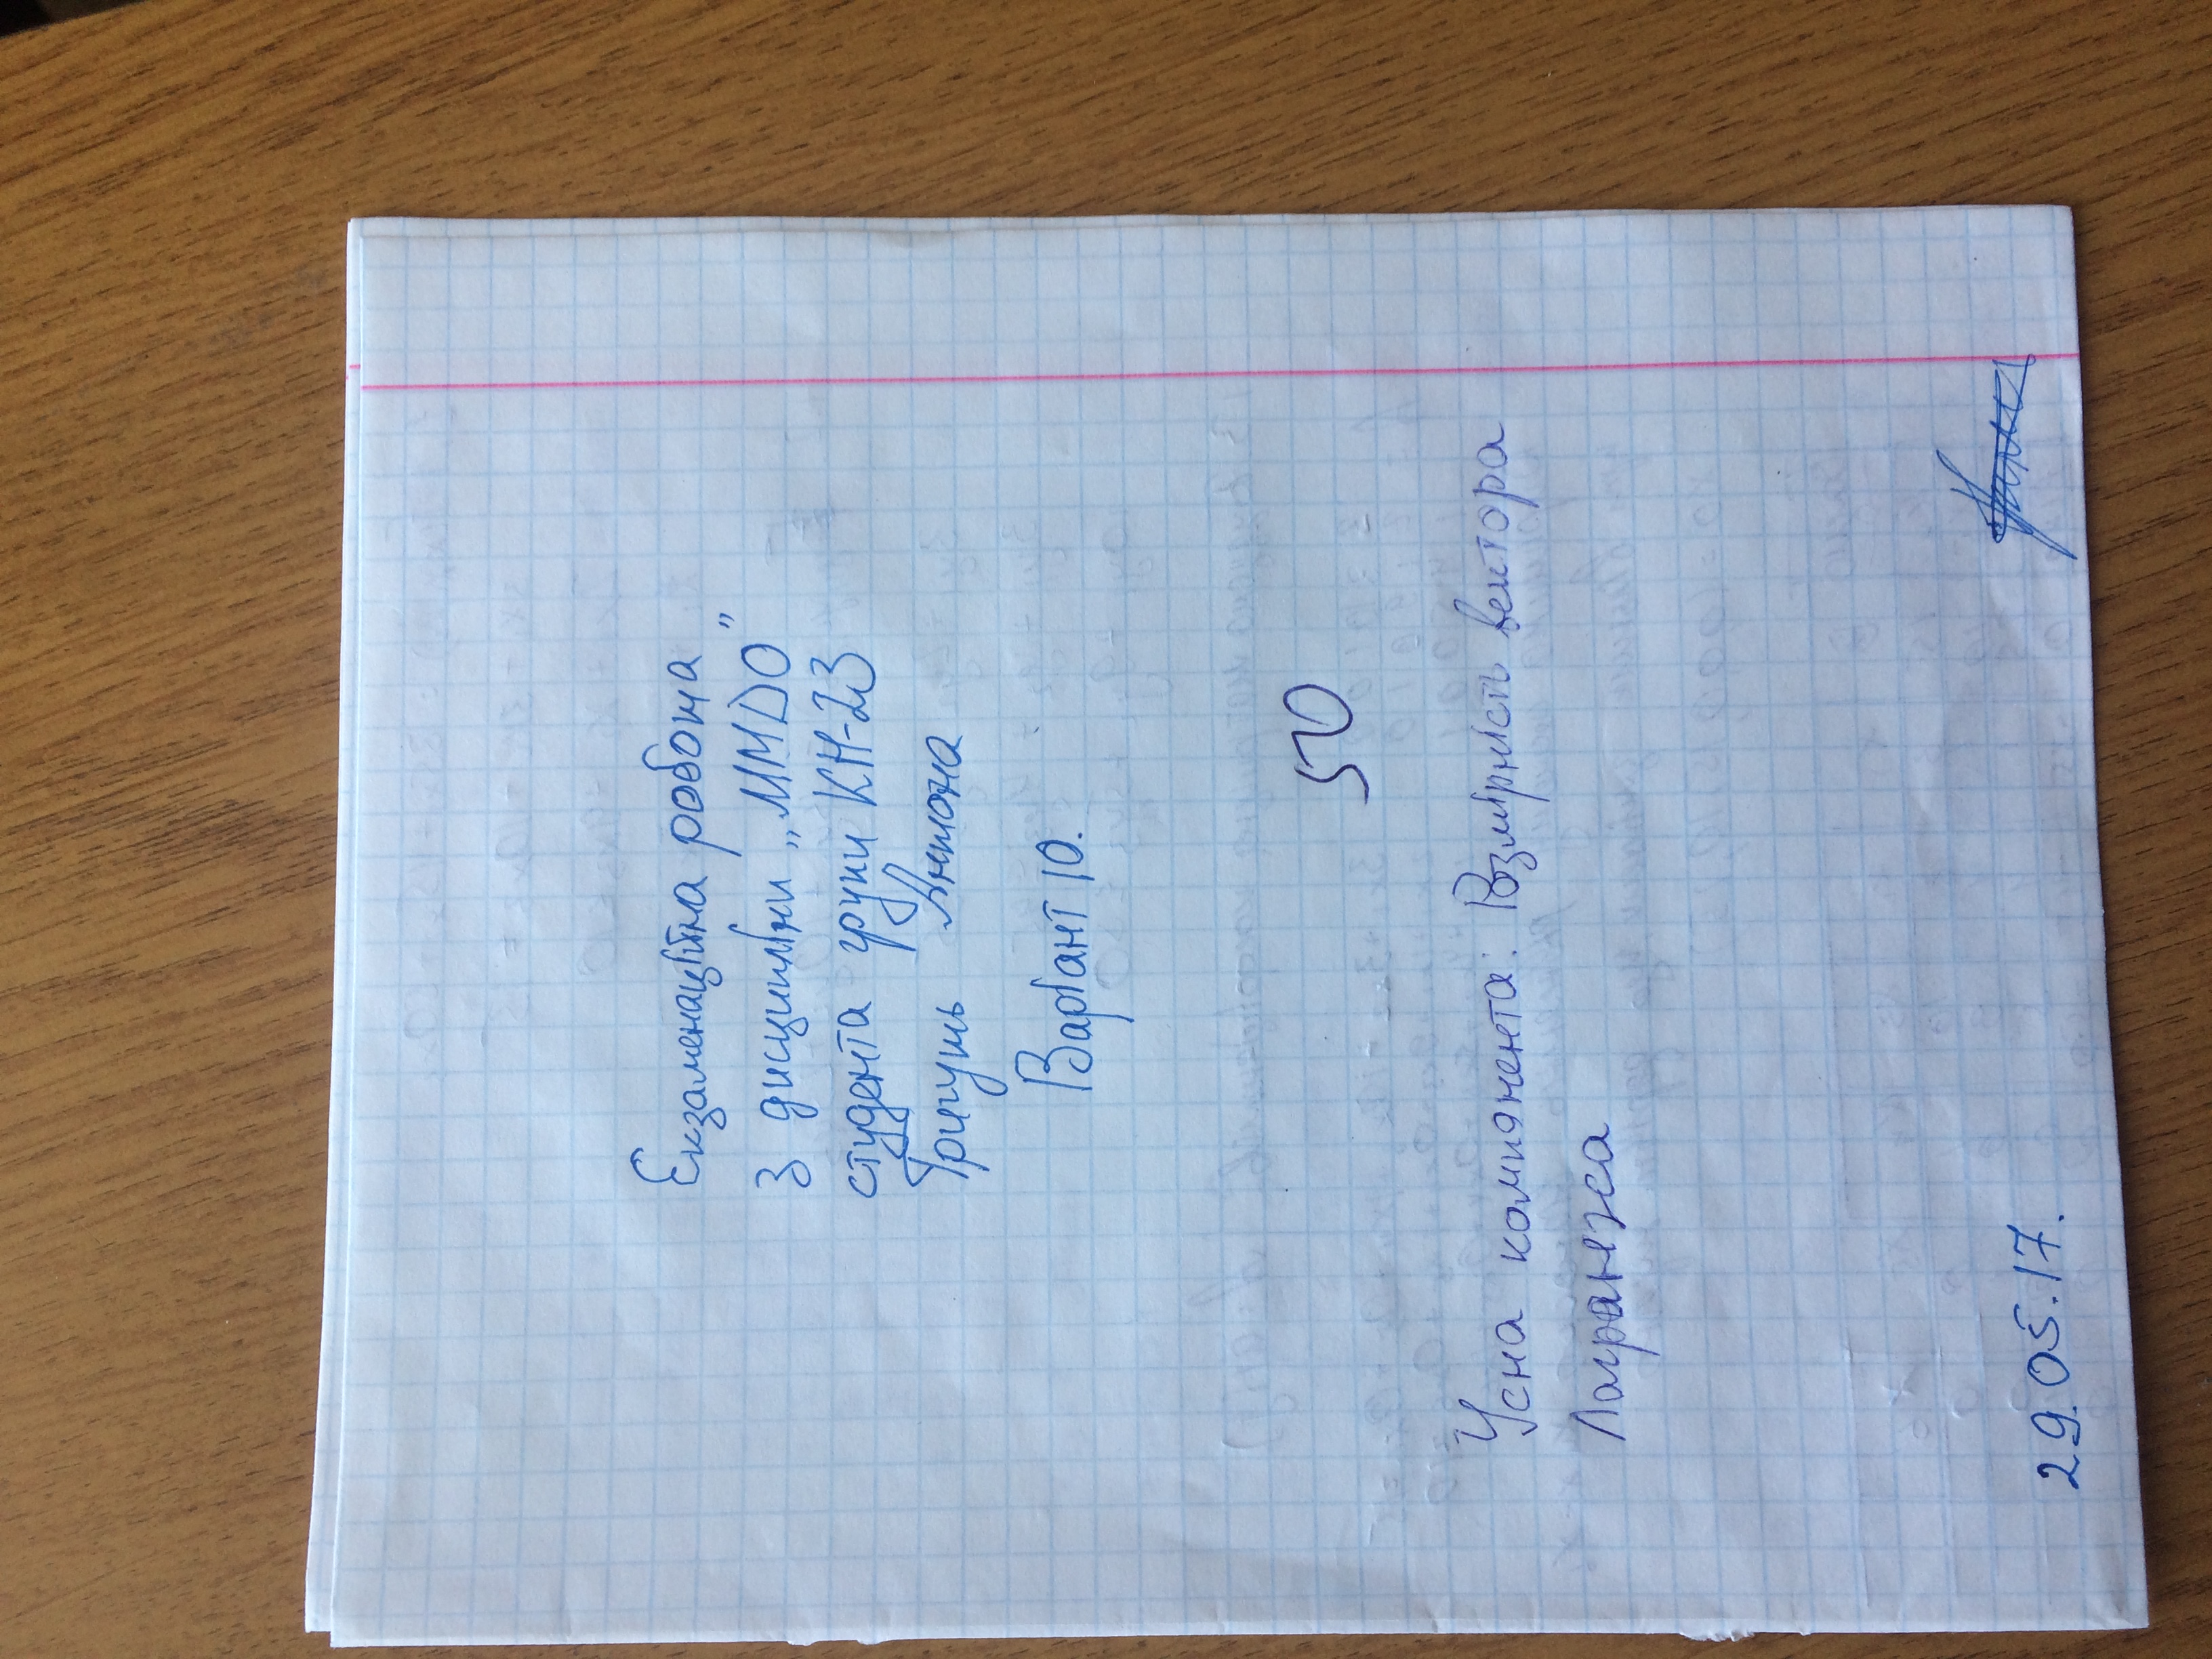 Екзаменаційна робота
з дисципліни „ММДО”
студента групи КН-23
Тригуть Антона
Варіант 10.
50
Усна компонента: Розмірність вектора
Лагранжа
29.05.17.